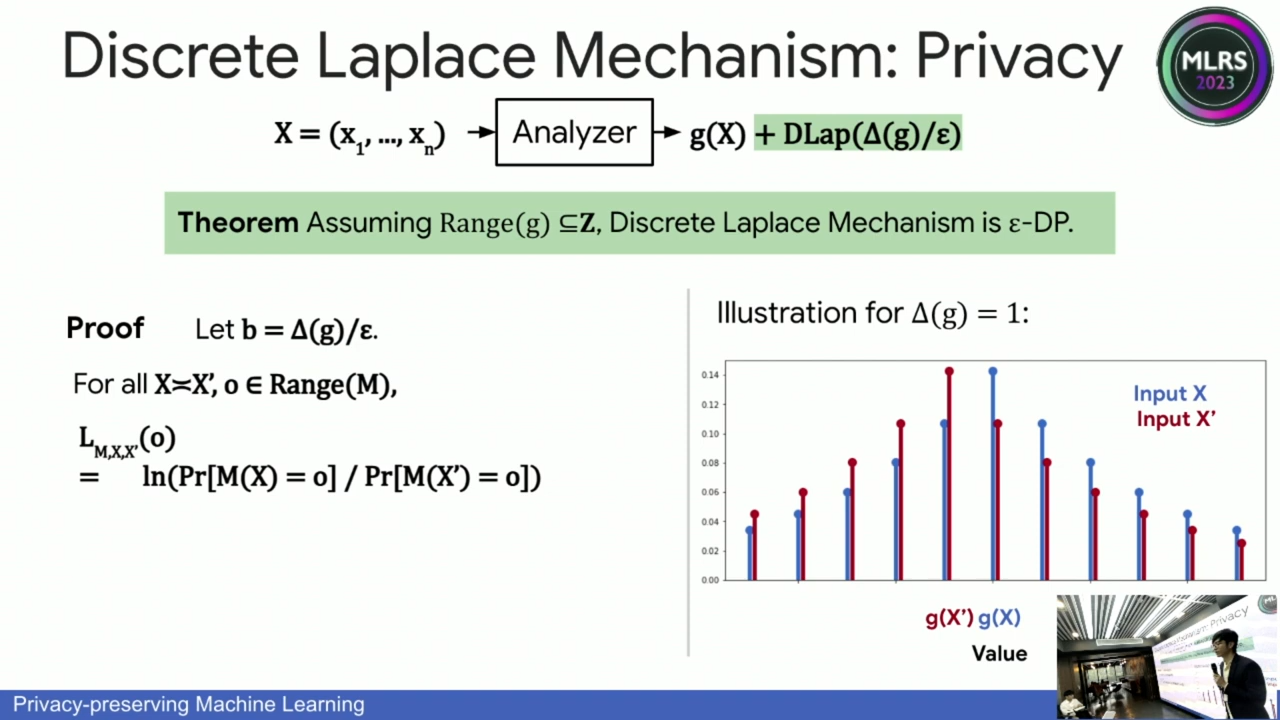 Discrete Laplace Mechanism: Privacy
MLRS
2023
X = (x₁, ..., xₙ) → Analyzer → g(X) + DLap(Δ(g)/ε)
Theorem Assuming Range(g) ⊆Z, Discrete Laplace Mechanism is ε-DP.
Proof Let b = Δ(g)/ε.
For all X≍X’, o ∈ Range(M),
L_M,X,X’(o)
= ln(Pr[M(X) = o] / Pr[M(X’) = o])
Illustration for Δ(g) = 1:
0.14
0.12
0.10
0.08
0.06
0.04
0.02
0.00
Input X
Input X’
g(X’) g(X)
Value
Privacy-preserving Machine Learning